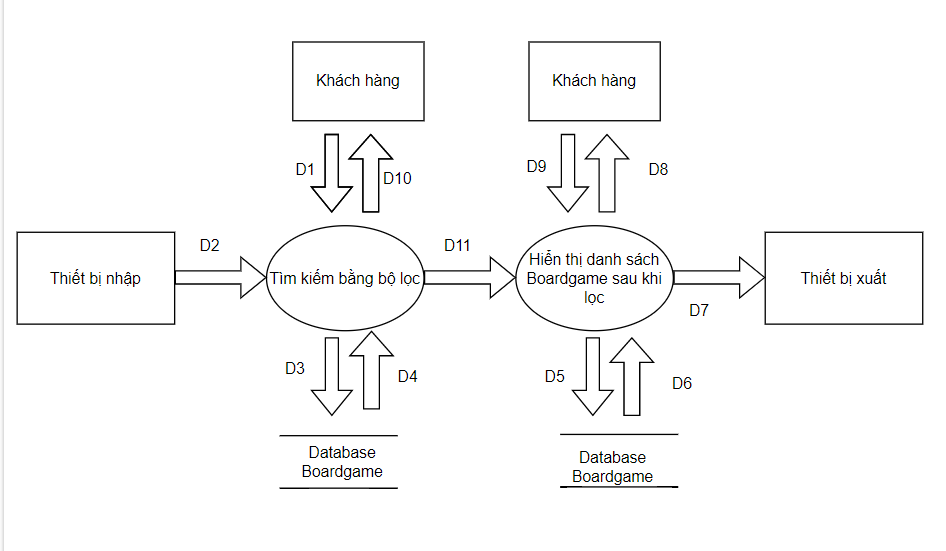 Khách hàng
Khách hàng
D1
D10
D9
D8
Thiết bị nhập
D2
Tìm kiếm bằng bộ lọc
D11
Hiển thị danh sách
Boardgame sau khi
lọc
D7
Thiết bị xuất
D3
D4
D5
D6
Database
Boardgame
Database
Boardgame